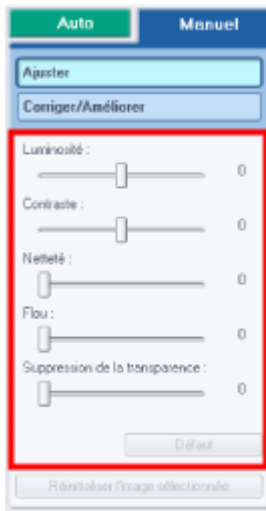 Auto Manuel
Ajuster
Corriger/Améliorer
Luminosité :
0
Contraste :
0
Netteté :
0
Flou :
0
Suppression de la transparence :
0
Défaut
Réinitialiser l'image sélectionnée